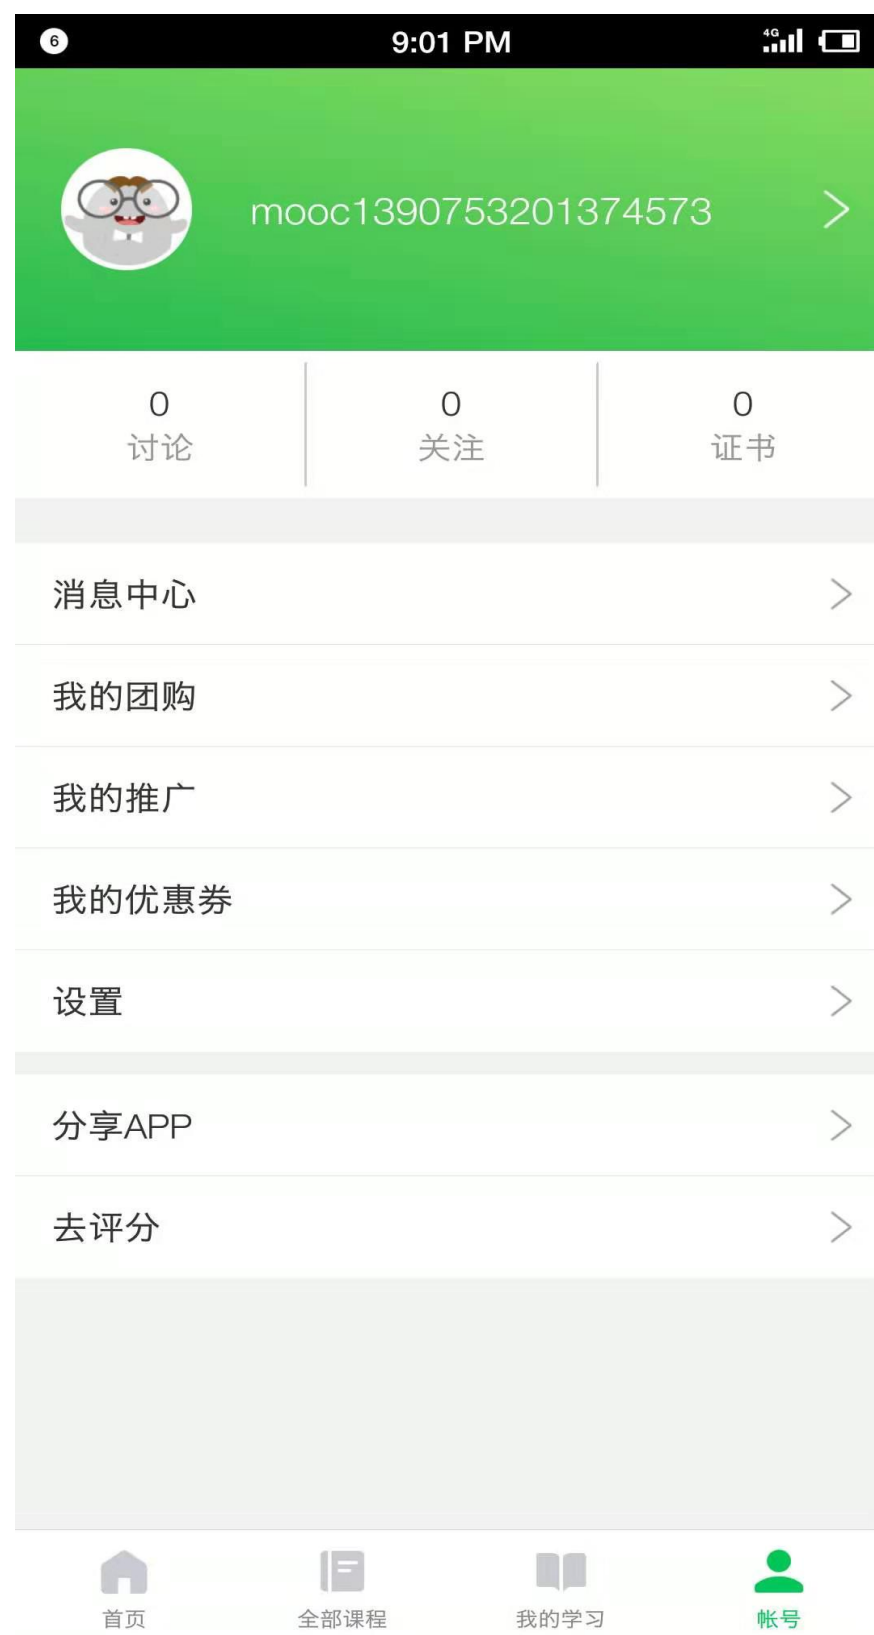 6
9:01 PM
4G
mooc1390753201374573
0
讨论
0
关注
0
证书
消息中心
我的团购
我的推广
我的优惠券
设置
分享APP
去评分
首页
全部课程
我的学习
帐号